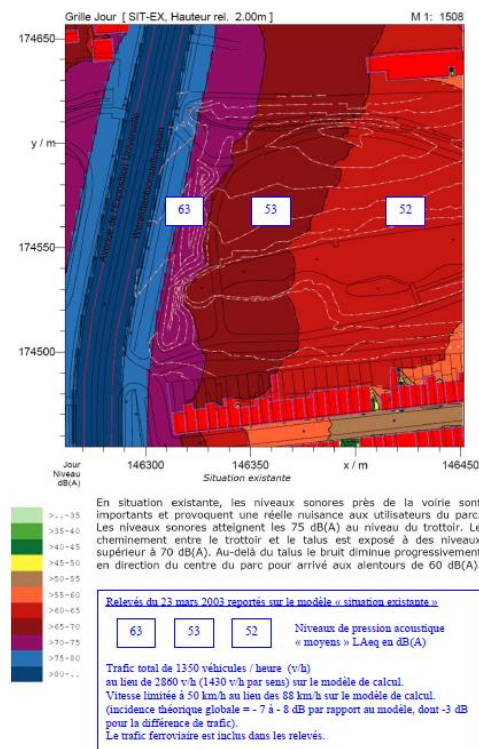 Grille Jour [ SIT-EX, Hauteur rel. 2.00m ]
M 1: 1508
174650
y / m
174550
174500
Avenue de l'Exposition Universelle
Wereldtentoonstellingslaan
63
53
52
146300
146350
x / m
146450
Situation existante
Jour
Niveau
dB(A)
>..-35
>35-40
>40-45
>45-50
>50-55
>55-60
>60-65
>65-70
>70-75
>75-80
>80-..
En situation existante, les niveaux sonores près de la voirie sont
importants et provoquent une réelle nuisance aux utilisateurs du parc.
Les niveaux sonores atteignent les 75 dB(A) au niveau du trottoir. Le
cheminement entre le trottoir et le talus est exposé à des niveaux
supérieur à 70 dB(A). Au-delà du talus le bruit diminue progressivement
en direction du centre du parc pour arrivé aux alentours de 60 dB(A).
Relevés du 23 mars 2003 reportés sur le modèle « situation existante »
63
53
52
Niveaux de pression acoustique
« moyens » LAeq en dB(A)
Trafic total de 1350 véhicules / heure (v/h)
au lieu de 2860 v/h (1430 v/h par sens) sur le modèle de calcul.
Vitesse limitée à 50 km/h au lieu des 88 km/h sur le modèle de calcul.
(incidence théorique globale = - 7 à - 8 dB par rapport au modèle, dont -3 dB
pour la différence de trafic).
Le trafic ferroviaire est inclus dans les relevés.